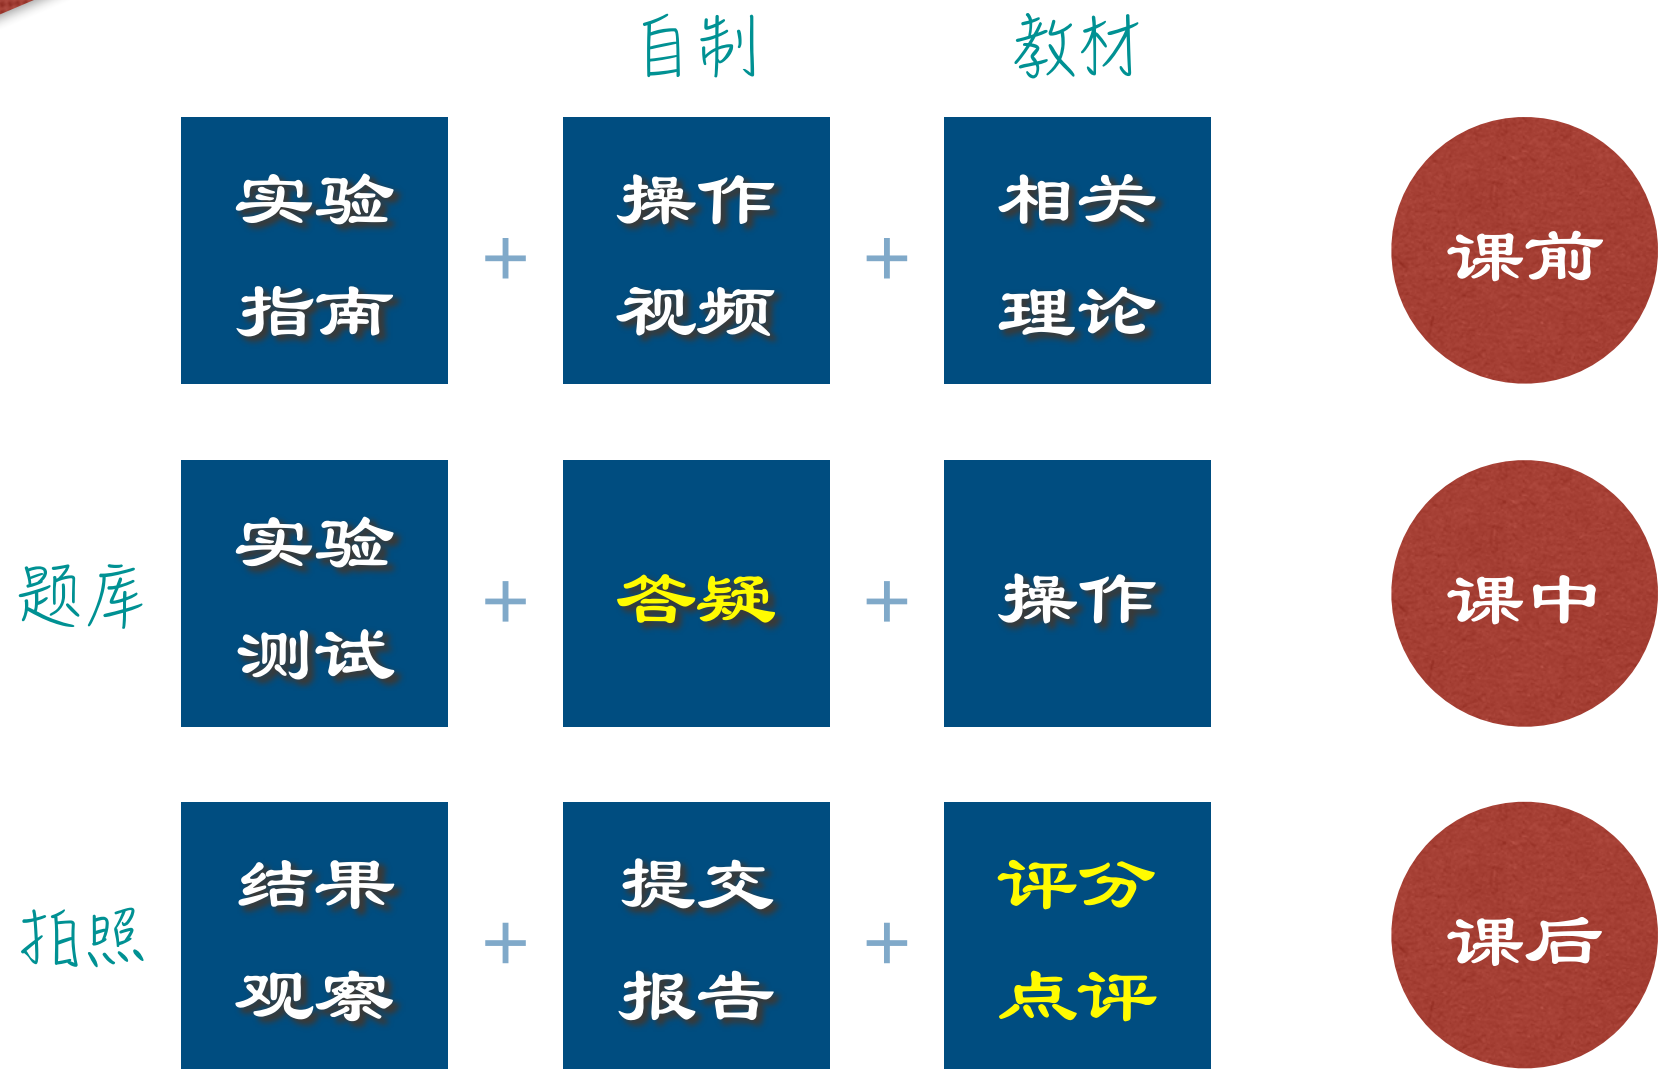 自制
教材
实验
指南
+
操作
视频
+
相关
理论
课前
题库
实验
测试
+
答疑
+
操作
课中
拍照
结果
观察
+
提交
报告
+
评分
点评
课后